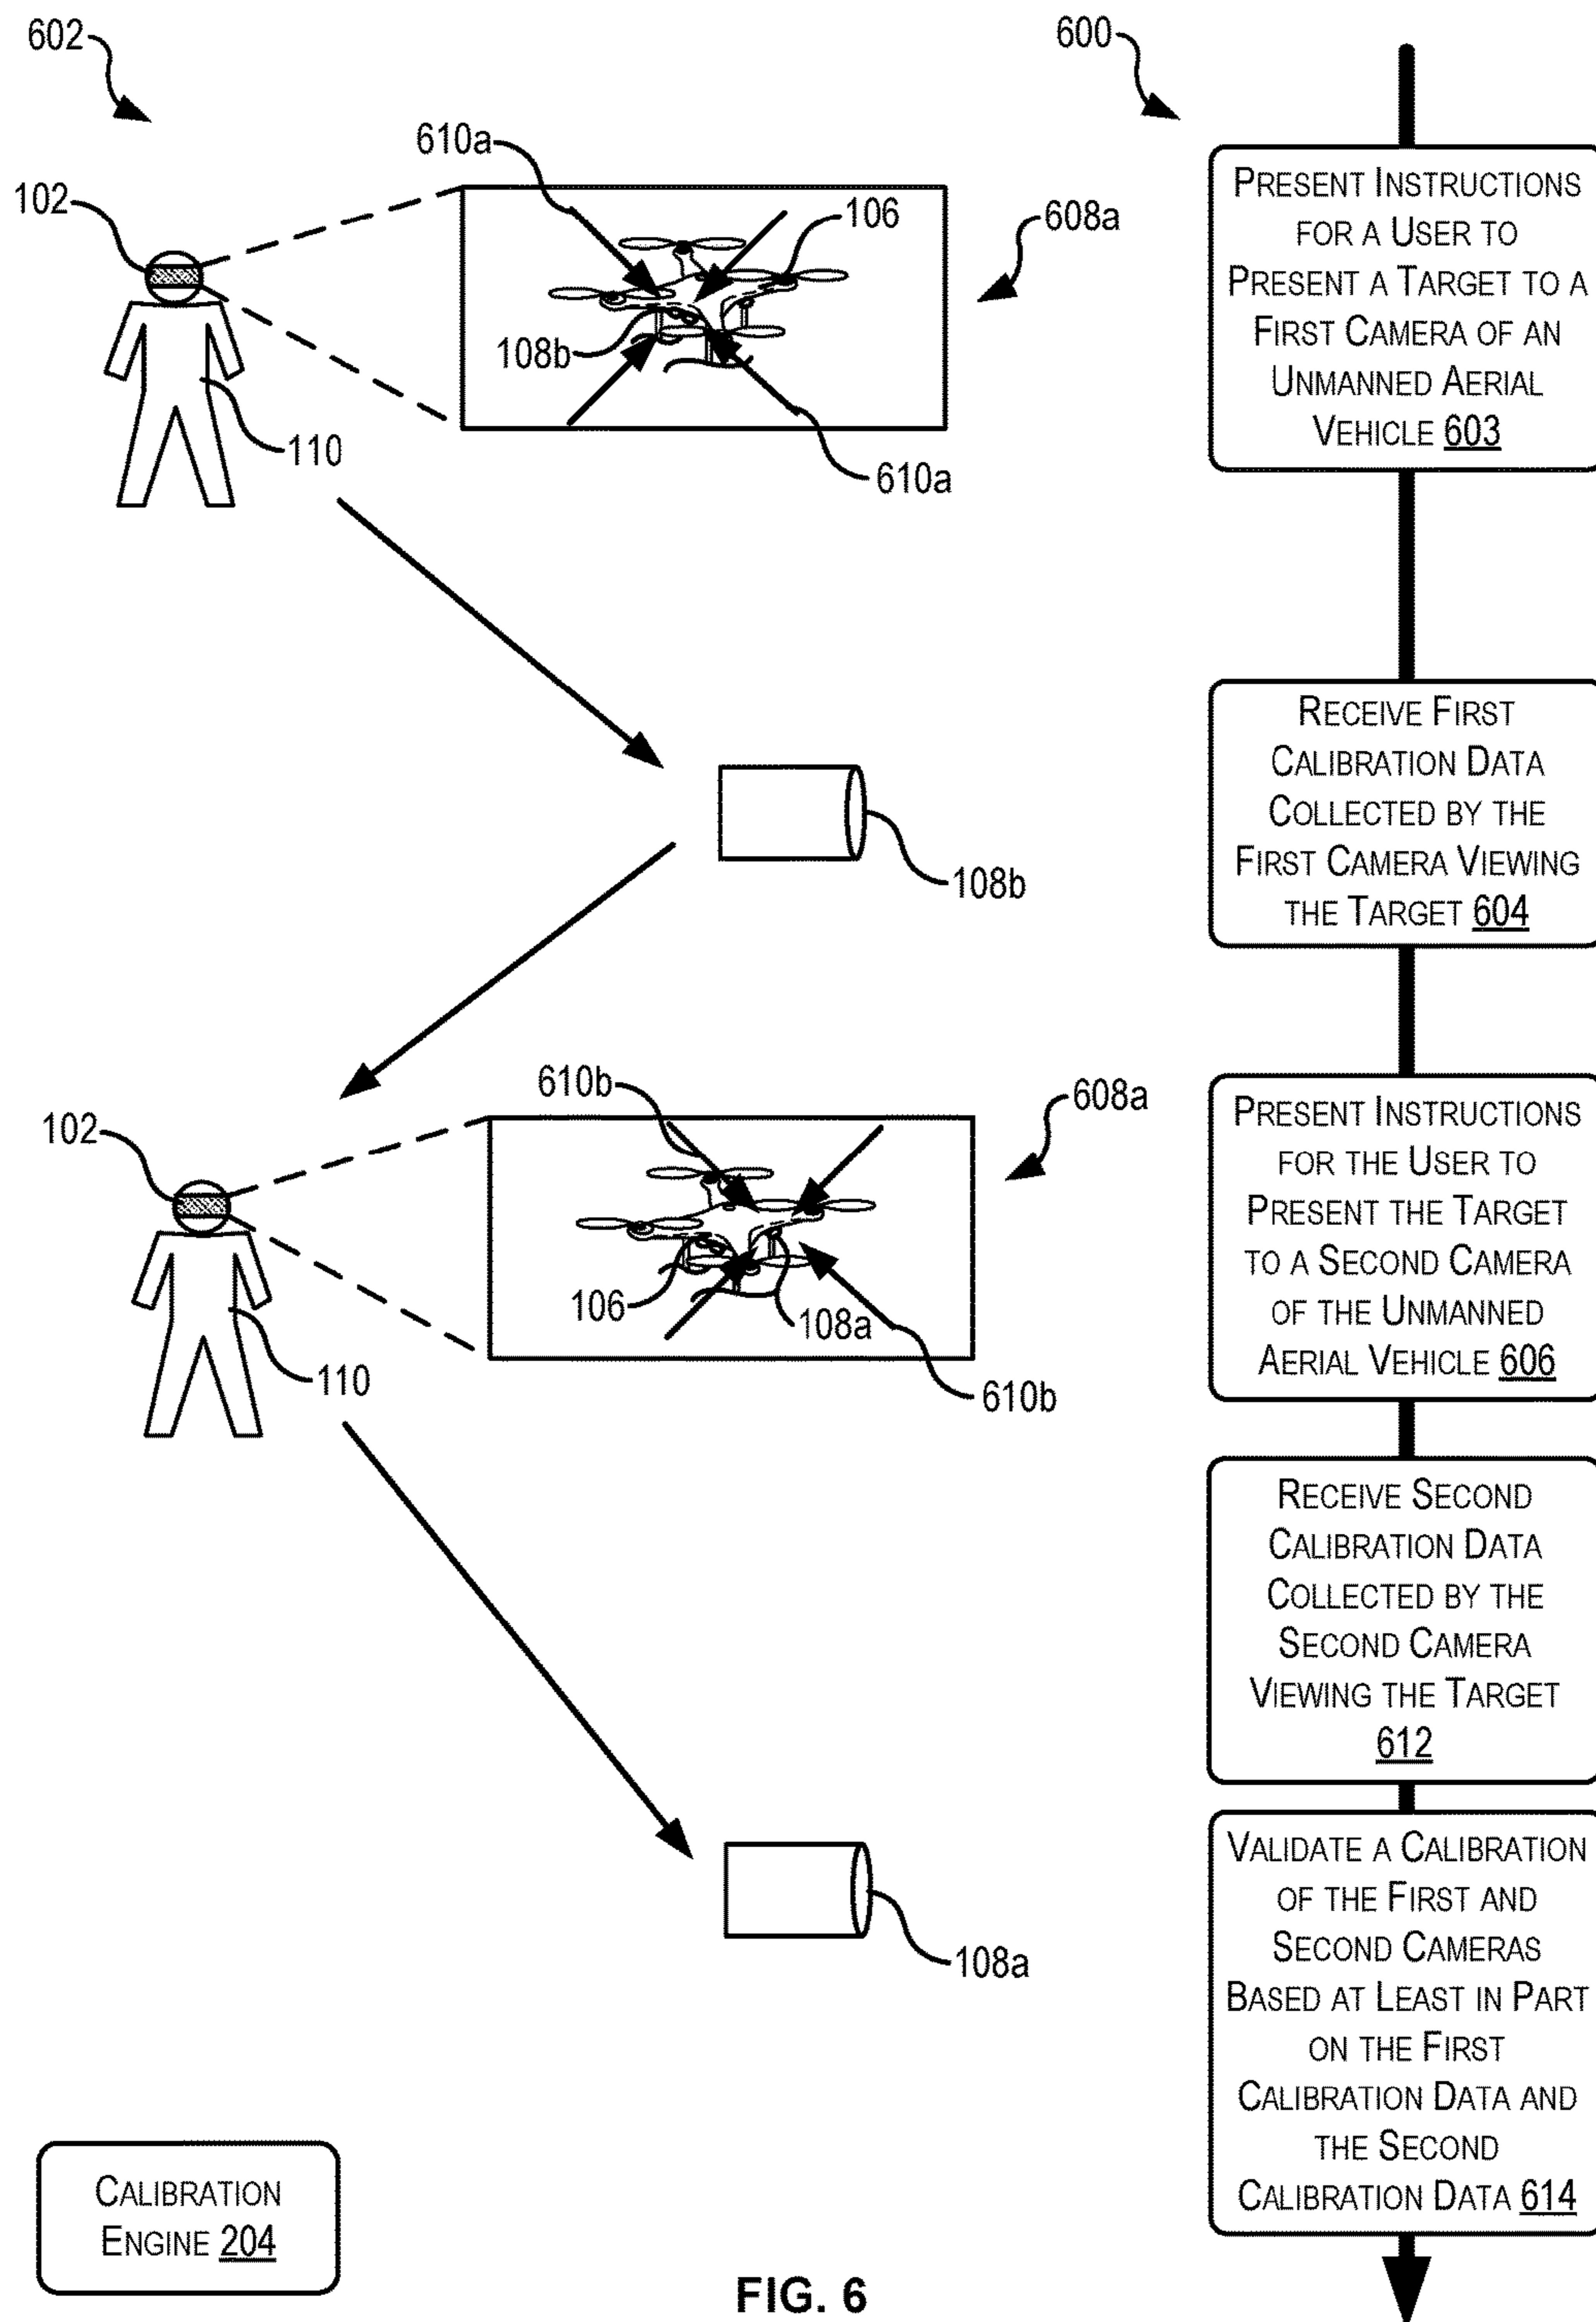 602
600
610a
102
106
608a
108b
110
610a
PRESENT INSTRUCTIONS
FOR A USER TO
PRESENT A TARGET TO A
FIRST CAMERA OF AN
UNMANNED AERIAL
VEHICLE 603
RECEIVE FIRST
CALIBRATION DATA
COLLECTED BY THE
FIRST CAMERA VIEWING
THE TARGET 604
108b
610b
608a
102
106
108a
110
610b
PRESENT INSTRUCTIONS
FOR THE USER TO
PRESENT THE TARGET
TO A SECOND CAMERA
OF THE UNMANNED
AERIAL VEHICLE 606
RECEIVE SECOND
CALIBRATION DATA
COLLECTED BY THE
SECOND CAMERA
VIEWING THE TARGET
612
108a
VALIDATE A CALIBRATION
OF THE FIRST AND
SECOND CAMERAS
BASED AT LEAST IN PART
ON THE FIRST
CALIBRATION DATA AND
THE SECOND
CALIBRATION DATA 614
CALIBRATION
ENGINE 204
FIG. 6